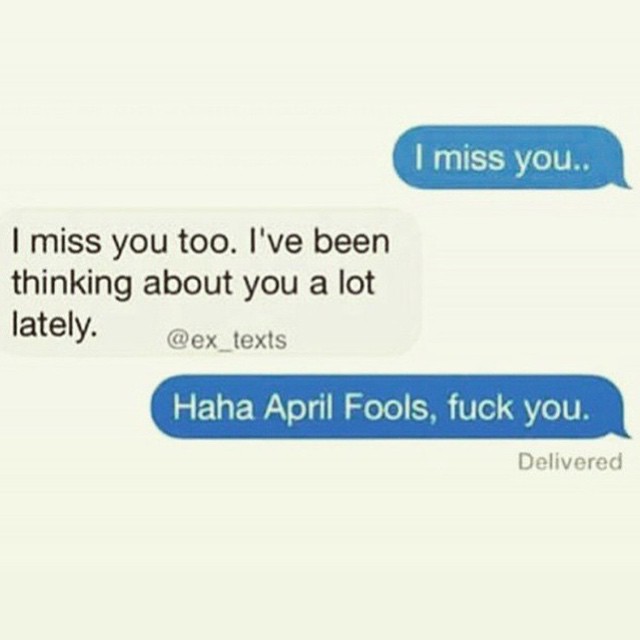 I miss you..
I miss you too. I've been
thinking about you a lot
lately.
@ex_texts
Haha April Fools, fuck you.
Delivered